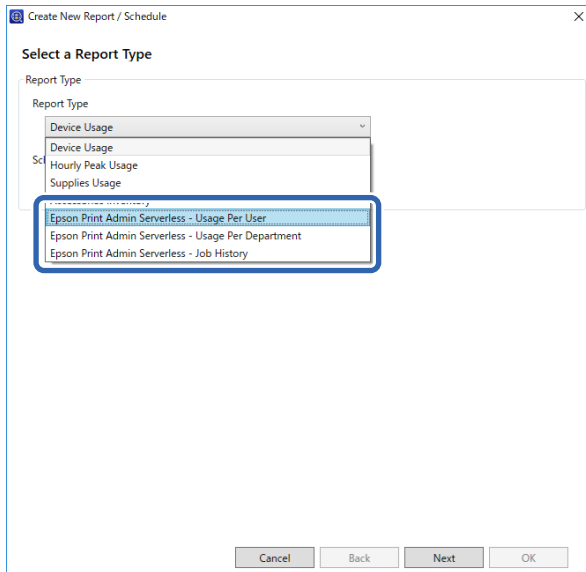 Create New Report / Schedule
Select a Report Type
Report Type
Report Type
Device Usage
Device Usage
Hourly Peak Usage
Supplies Usage
Epson Print Admin Serverless - Usage Per User
Epson Print Admin Serverless - Usage Per Department
Epson Print Admin Serverless - Job History
Cancel Back Next OK